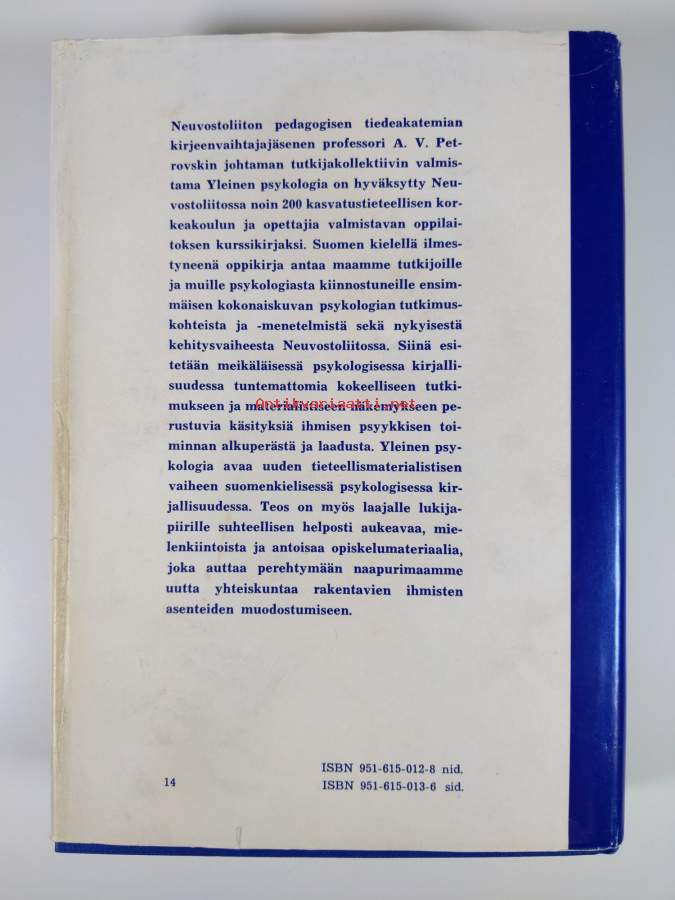 Neuvostoliiton pedagogisen tiedeakatemian
kirjeenvaihtajajäsenen professori A. V. Pet-
rovskin johtaman tutkijakollektiivin valmis-
tama Yleinen psykologia on hyväksytty Neu-
vostoliitossa noin 200 kasvatustieteellisen kor-
keakoulun ja opettajia valmistavan oppilai-
toksen kurssikirjaksi. Suomen kielellä ilmes-
tyneenä oppikirja antaa maamme tutkijoille
ja muille psykologiasta kiinnostuneille ensim-
mäisen kokonaiskuvan psykologian tutkimus-
kohteista ja -menetelmistä sekä nykyisestä
kehitysvaiheesta Neuvostoliitossa. Siinä esi-
tetään meikäläisessä psykologisessa kirjalli-
suudessa tuntemattomia kokeelliseen tutki-
mukseen ja materialistiseen näkemykseen pe-
rustuvia käsityksiä ihmisen psyykkisen toi-
minnan alkuperästä ja laadusta. Yleinen psy-
kologia avaa uuden tieteellismaterialistisen
vaiheen suomenkielisessä psykologisessa kir-
jallisuudessa. Teos on myös laajalle lukija-
piirille suhteellisen helposti aukeavaa, mie-
lenkiintoista ja antoisaa opiskelumateriaalia,
joka auttaa perehtymään naapurimaamme
uutta yhteiskuntaa rakentavien ihmisten
asenteiden muodostumiseen.
Antikvariaatti.net
ISBN 951-615-012-8 nid.
14
ISBN 951-615-013-6 sid.